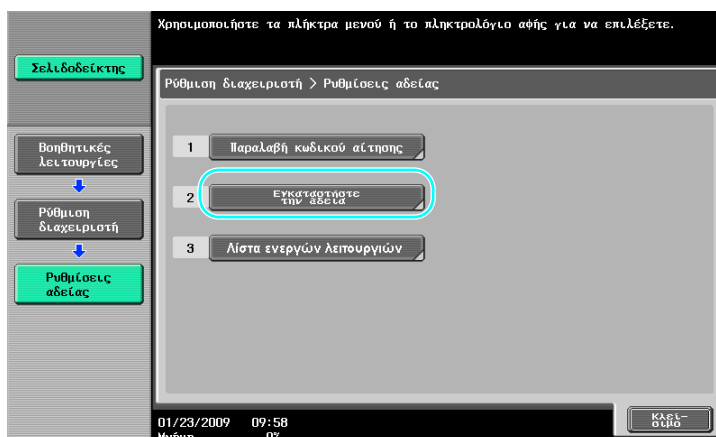 Χρησιμοποιήστε τα πλήκτρα μενού ή το πληκτρολόγιο αφής για να επιλέξετε.
Σελιδοδείκτης
Ρύθμιση διαχειριστή > Ρυθμίσεις αδείας
Βοηθητικές
λειτουργίες
Ρύθμιση
διαχειριστή
Ρυθμίσεις
αδείας
1 Παραλαβή κωδικού αίτησης
2 Εγκαταστήστε
την άδεια
3 Λίστα ενεργών λειτουργιών
01/23/2009 09:58
Μνήμη 0%
Κλεί-
σιμο